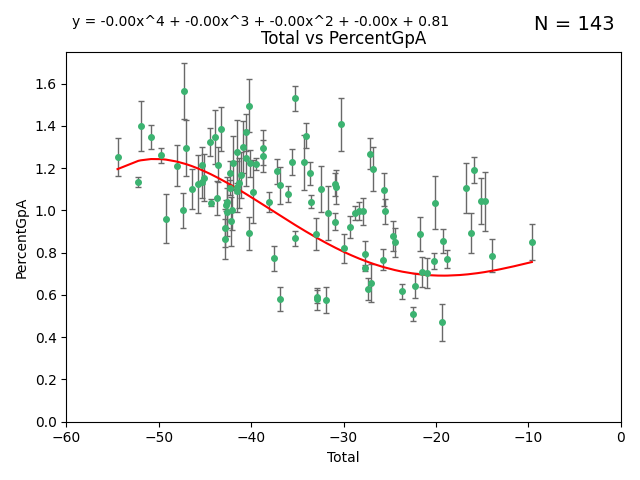 y = -0.00x^4 + -0.00x^3 + -0.00x^2 + -0.00x + 0.81
N = 143
Total vs PercentGpA
PercentGpA
1.6
1.4
1.2
1.0
0.8
0.6
0.4
0.2
0.0
−60 −50 −40 −30 −20 −10 0
Total